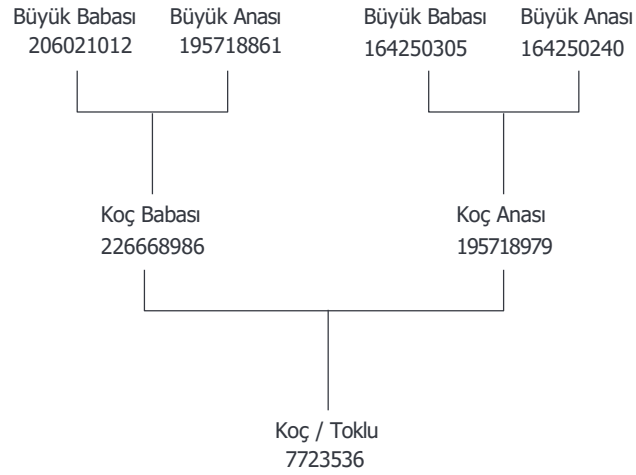 Büyük Babası Büyük Anası Büyük Babası Büyük Anası
206021012 195718861 164250305 164250240
Koç Babası Koç Anası
226668986 195718979
Koç / Toklu
7723536